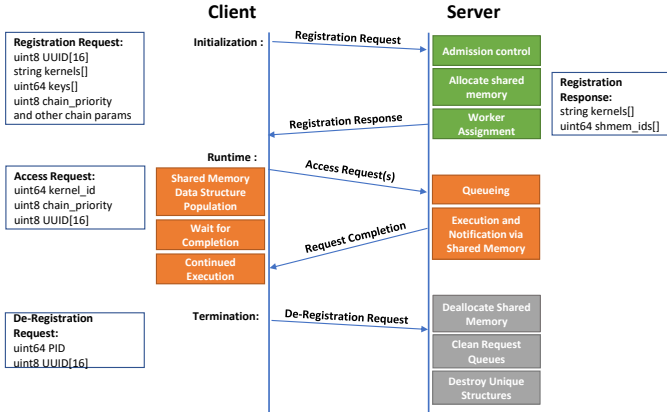 Client
Server
Registration Request:
uint8 UUID[16]
string kernels[]
uint64 keys[]
uint8 chain_priority
and other chain params
Initialization :
Registration Request
Admission control
Allocate shared
memory
Worker
Assignment
Registration
Response:
string kernels[]
uint64 shmem_ids[]
Registration Response
Runtime :
Access Request:
uint64 kernel_id
uint8 chain_priority
uint8 UUID[16]
Shared Memory
Data Structure
Population
Access Request(s)
Queueing
Wait for
Completion
Execution and
Notification via
Shared Memory
Request Completion
Continued
Execution
De-Registration
Request:
uint64 PID
uint8 UUID[16]
Termination:
De-Registration Request
Deallocate Shared
Memory
Clean Request
Queues
Destroy Unique
Structures